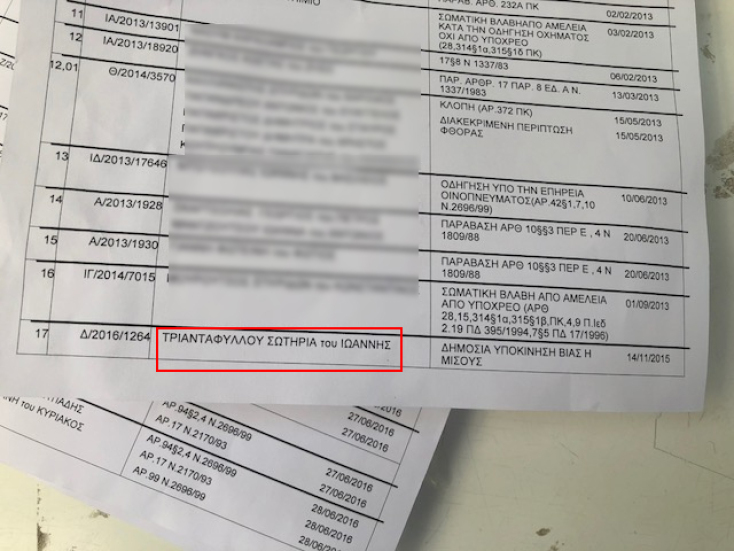 ΑΡΑΒ. ΑΡΘ. 232Α ΠΚ
02/02/2013
11 ΙΑ/2013/13901 ΣΩΜΑΤΙΚΗ ΒΛΑΒΗΑΠΟ ΑΜΕΛΕΙΑ 03/02/2013
ΚΑΤΑ ΤΗΝ ΟΔΗΓΗΣΗ ΟΧΗΜΑΤΟΣ
ΟΧΙ ΑΠΟ ΥΠΟΧΡΕΟ
(28,314§1α,315§1δ ΠΚ)
12 ΙΑ/2013/18920 17§8 Ν 1337/83 06/02/2013
12,01 Θ/2014/3570 ΠΑΡ. ΑΡΘΡ. 17 ΠΑΡ. 8 ΕΔ. Α Ν. 13/03/2013
1337/1983
ΚΛΟΠΗ (ΑΡ.372 ΠΚ) 15/05/2013
ΔΙΑΚΕΚΡΙΜΕΝΗ ΠΕΡΙΠΤΩΣΗ 15/05/2013
ΦΘΟΡΑΣ
13 ΙΔ/2013/17646 ΟΔΗΓΗΣΗ ΥΠΟ ΤΗΝ ΕΠΗΡΕΙΑ 10/06/2013
ΟΙΝΟΠΝΕΥΜΑΤΟΣ(ΑΡ.42§1,7,10
Ν.2696/99)
14 Α/2013/1928 ΠΑΡΑΒΑΣΗ ΑΡΘ 10§§3 ΠΕΡ Ε , 4 Ν 20/06/2013
1809/88
15 Α/2013/1930 ΠΑΡΑΒΑΣΗ ΑΡΘ 10§§3 ΠΕΡ Ε , 4 Ν 20/06/2013
1809/88
16 ΙΓ/2014/7015 ΣΩΜΑΤΙΚΗ ΒΛΑΒΗ ΑΠΟ ΑΜΕΛΕΙΑ 01/09/2013
ΑΠΟ ΥΠΟΧΡΕΟ (ΑΡΘ
28,15,314§1α,315§1β,ΠΚ,4,9 Π.Ιεδ
2.19 ΠΔ 395/1994,7§5 ΠΔ 17/1996)
17 Δ/2016/1264 ΤΡΙΑΝΤΑΦΥΛΛΟΥ ΣΩΤΗΡΙΑ του ΙΩΑΝΝΗΣ ΔΗΜΟΣΙΑ ΥΠΟΚΙΝΗΣΗ ΒΙΑΣ Η 14/11/2015
ΜΙΣΟΥΣ
ΑΡ.94§2,4 Ν.2696/99 27/06/2016
ΑΡ.17 Ν.2170/93 27/06/2016
ΑΡ.94§2,4 Ν.2696/99 27/06/2016
ΑΡ.17 Ν.2170/93 27/06/2016
ΑΡ.99 Ν.2696/99 28/06/2016
28/06/2016
28/06/2016
του ΚΥΡΙΑΚΟΣ